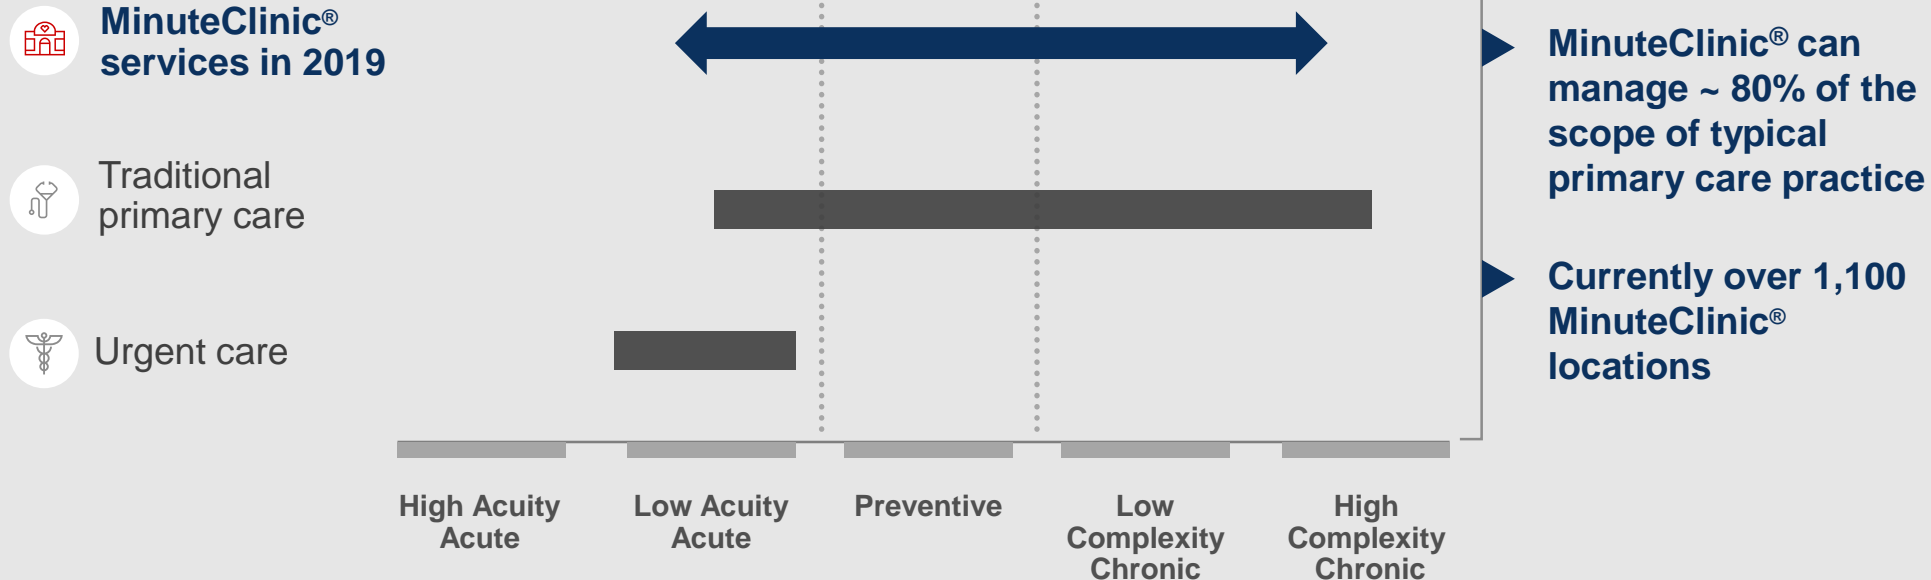 MinuteClinic®
services in 2019
Traditional
primary care
Urgent care
High Acuity
Acute
Low Acuity
Acute
Preventive
Low
Complexity
Chronic
High
Complexity
Chronic
MinuteClinic® can
manage ~ 80% of the
scope of typical
primary care practice
Currently over 1,100
MinuteClinic®
locations